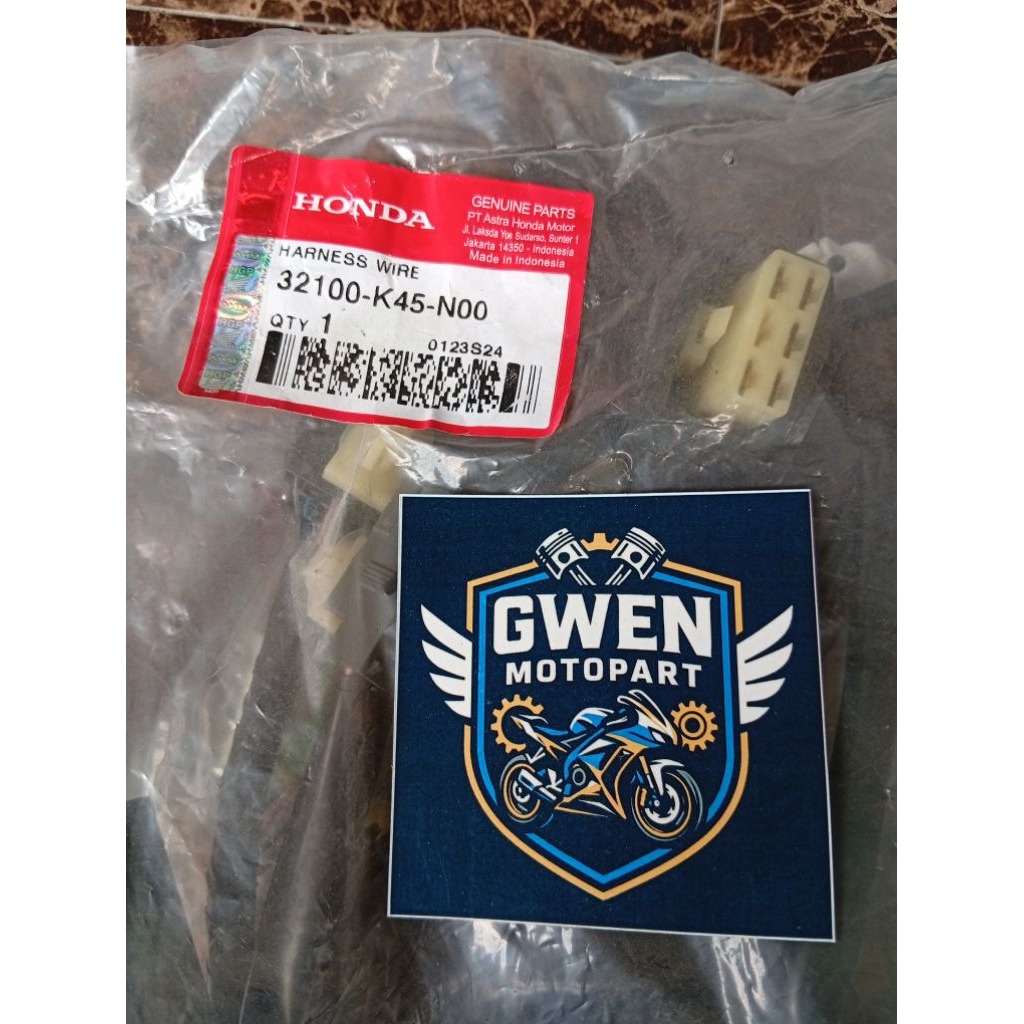 HONDA
GENUINE PARTS
PT Astra Honda Motor
Jl. Laksda Yos Sudarso, Sunter 1
Jakarta 14350 - Indonesia
Made in Indonesia
HARNESS WIRE
32100-K45-N00
QTY 1
0123S24
GWEN
MOTOPART